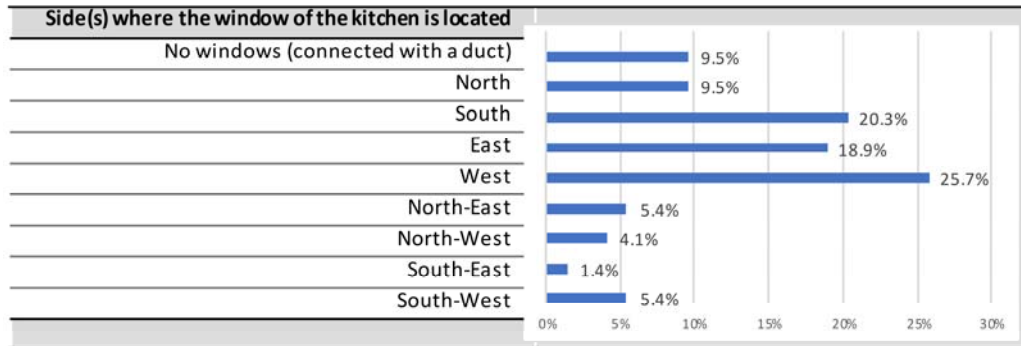 Side(s) where the window of the kitchen is located
No windows (connected with a duct) 9.5%
North 9.5%
South 20.3%
East 18.9%
West 25.7%
North-East 5.4%
North-West 4.1%
South-East 1.4%
South-West 5.4%
0% 5% 10% 15% 20% 25% 30%